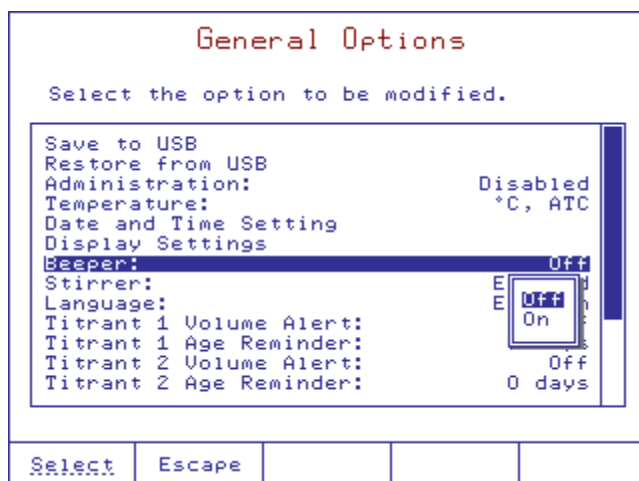 General Options
Select the option to be modified.
Save to USB
Restore from USB
Administration: Disabled
Temperature: °C, ATC
Date and Time Setting
Display Settings
Beeper: Off
Stirrer:
Language:
Off
On
Titrant 1 Volume Alert:
Titrant 1 Age Reminder:
Titrant 2 Volume Alert: Off
Titrant 2 Age Reminder: 0 days
Select Escape